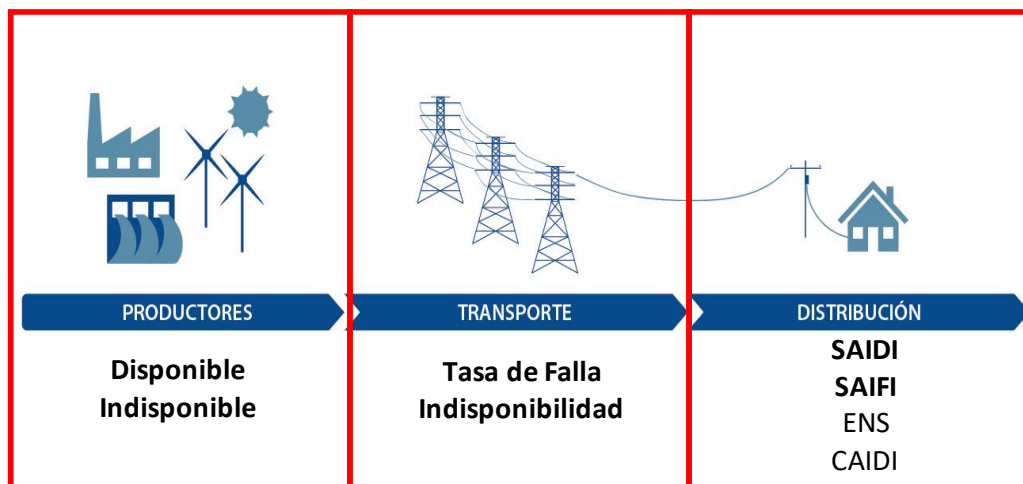 PRODUCTORES
Disponible
Indisponible
TRANSPORTE
Tasa de Falla
Indisponibilidad
DISTRIBUCIÓN
SAIDI
SAIFI
ENS
CAIDI